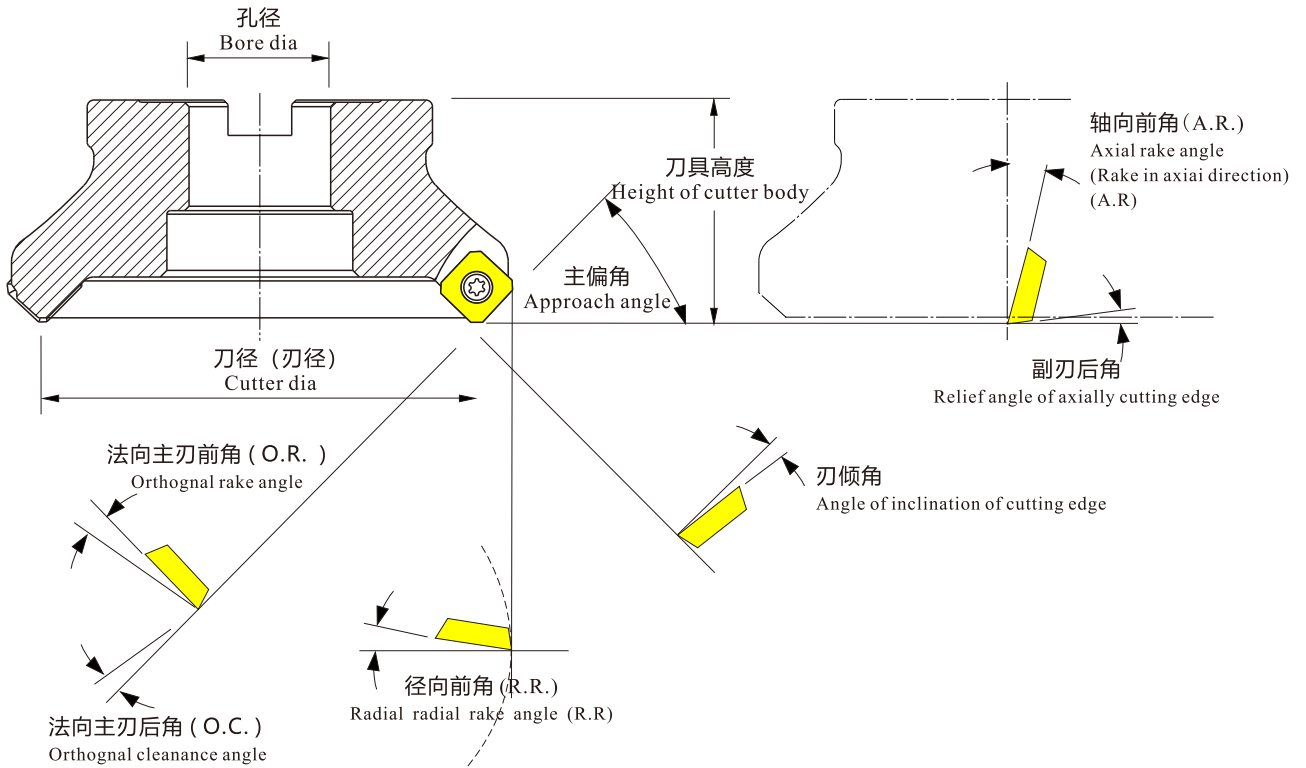 孔径
Bore dia
轴向前角(A.R.)
Axial rake angle
(Rake in axiai direction)
(A.R)
刀具高度
Height of cutter body
主偏角
Approach angle
刀径（刃径）
Cutter dia
副刃后角
Relief angle of axially cutting edge
法向主刃前角 ( O.R. )
Orthognal rake angle
刃倾角
Angle of inclination of cutting edge
径向前角 (R.R.)
Radial radial rake angle (R.R)
法向主刃后角 ( O.C. )
Orthognal cleanance angle